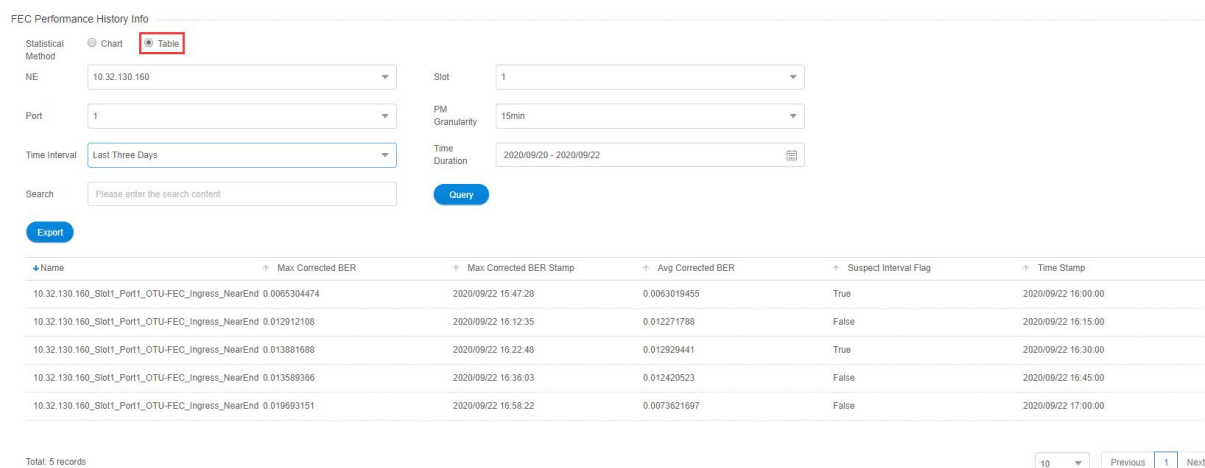 FEC Performance History Info
Statistical Method Chart Table
NE 10.32.130.160 Slot 1
Port 1 PM Granularity 15min
Time Interval Last Three Days Time Duration 2020/09/20 - 2020/09/22
Search Please enter the search content Query
Export
Name Max Corrected BER Max Corrected BER Stamp Avg Corrected BER Suspect Interval Flag Time Stamp
10.32.130.160_Slot1_Port1_OTU-FEC_Ingress_NearEnd 0.0065304474 2020/09/22 15:47:28 0.0063019455 True 2020/09/22 16:00:00
10.32.130.160_Slot1_Port1_OTU-FEC_Ingress_NearEnd 0.012912108 2020/09/22 16:12:35 0.012271788 False 2020/09/22 16:15:00
10.32.130.160_Slot1_Port1_OTU-FEC_Ingress_NearEnd 0.013881688 2020/09/22 16:22:48 0.012929441 True 2020/09/22 16:30:00
10.32.130.160_Slot1_Port1_OTU-FEC_Ingress_NearEnd 0.013589366 2020/09/22 16:36:03 0.012420523 False 2020/09/22 16:45:00
10.32.130.160_Slot1_Port1_OTU-FEC_Ingress_NearEnd 0.019693151 2020/09/22 16:58:22 0.0073621697 False 2020/09/22 17:00:00
Total: 5 records 10 Previous 1 Next